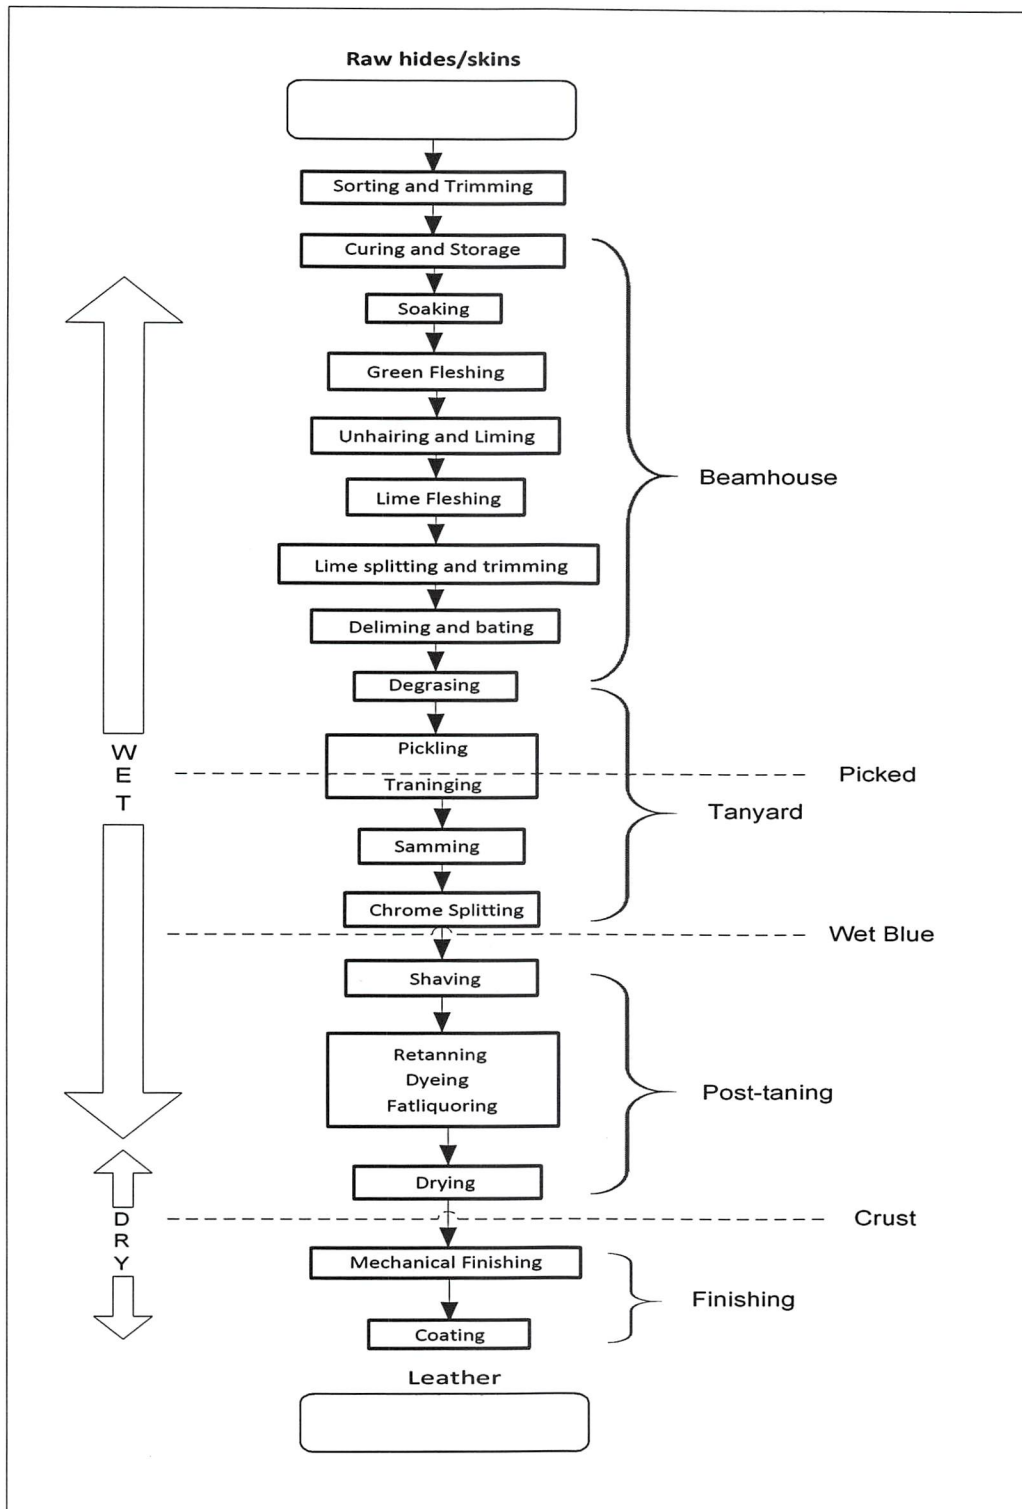 Raw hides/skins
Sorting and Trimming
Curing and Storage
Soaking
Green Fleshing
Unhairing and Liming
Lime Fleshing
Lime splitting and trimming
Deliming and bating
Degrasing
Pickling
Traninging
Samming
Chrome Splitting
Shaving
Retanning
Dyeing
Fatliquoring
Drying
Mechanical Finishing
Coating
Leather
Beamhouse
Picked
Tanyard
Wet Blue
Post-taning
Crust
Finishing
W
E
T
D
R
Y